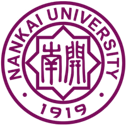 NANKAI UNIVERSITY
南開
· 1919 ·